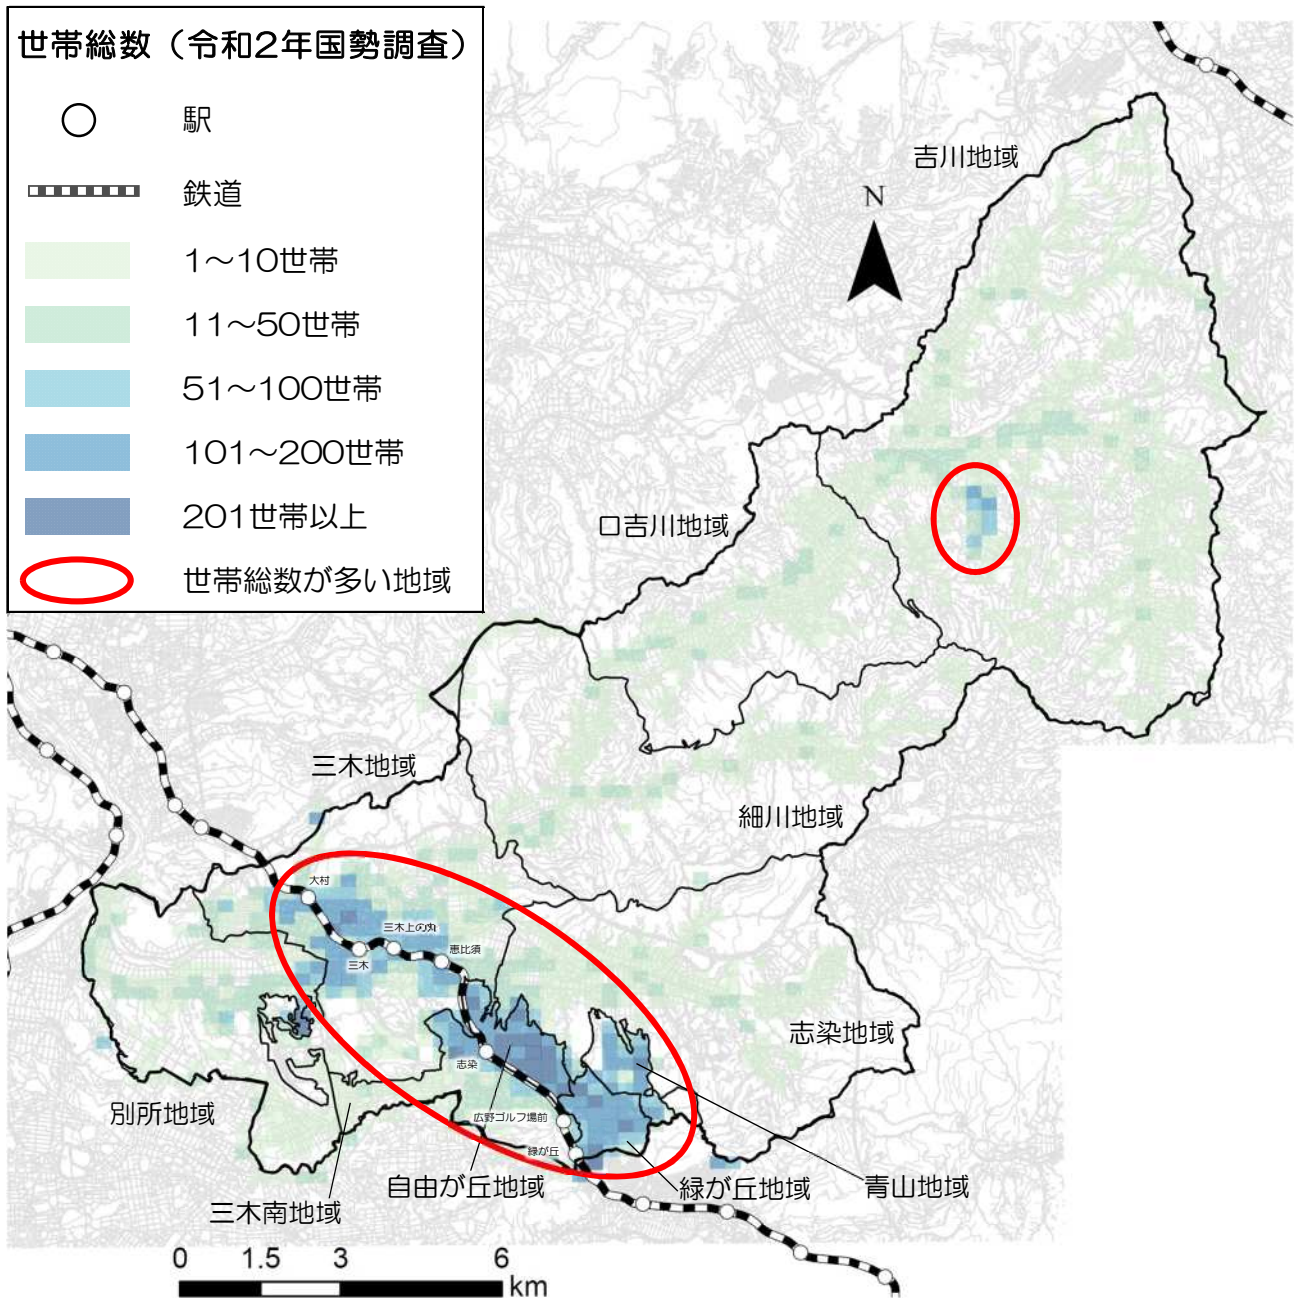 世帯総数（令和2年国勢調査）
駅
鉄道
1～10世帯
11～50世帯
51～100世帯
101～200世帯
201世帯以上
世帯総数が多い地域
吉川地域
N
口吉川地域
三木地域
細川地域
大村
三木上の丸
恵比須
三木
志染地域
志染
別所地域
広野ゴルフ場前
緑が丘
自由が丘地域
緑が丘地域
青山地域
三木南地域
0 1.5 3 6
km